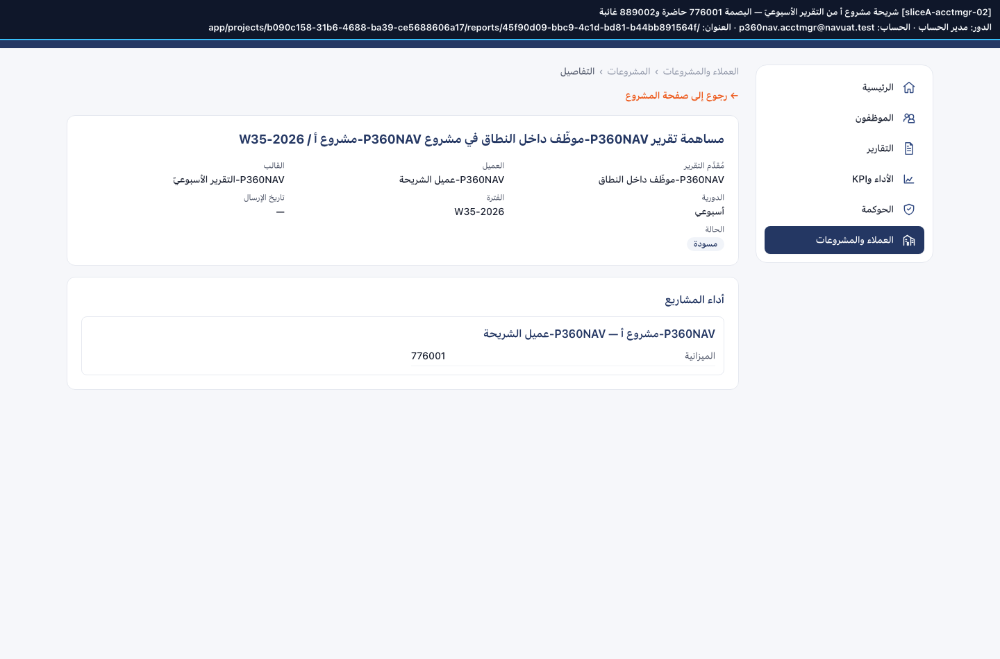 [sliceA-acctmgr-02] شريحة مشروع أ من التقرير الأسبوعيّ — البصمة 776001 حاضرة و889002 غائبة
الدور: مدير الحساب · الحساب: p360nav.acctmgr@navuat.test · العنوان: /app/projects/b090c158-31b6-4688-ba39-ce5688606a17/reports/45f90d09-bbc9-4c1d-bd81-b44bb891564f
الرئيسية
الموظفون
التقارير
الأداء وKPI
الحوكمة
العملاء والمشروعات
العملاء والمشروعات › المشروعات › التفاصيل
← رجوع إلى صفحة المشروع
مساهمة تقرير P360NAV-موظّف داخل النطاق في مشروع P360NAV-مشروع أ / 2026-W35
مُقدّم التقرير
P360NAV-موظّف داخل النطاق
العميل
P360NAV-عميل الشريحة
القالب
P360NAV-التقرير الأسبوعيّ
الدورية
أسبوعي
الفترة
2026-W35
تاريخ الإرسال
—
الحالة
مسودة
أداء المشاريع
P360NAV-مشروع أ — P360NAV-عميل الشريحة
الميزانية 776001